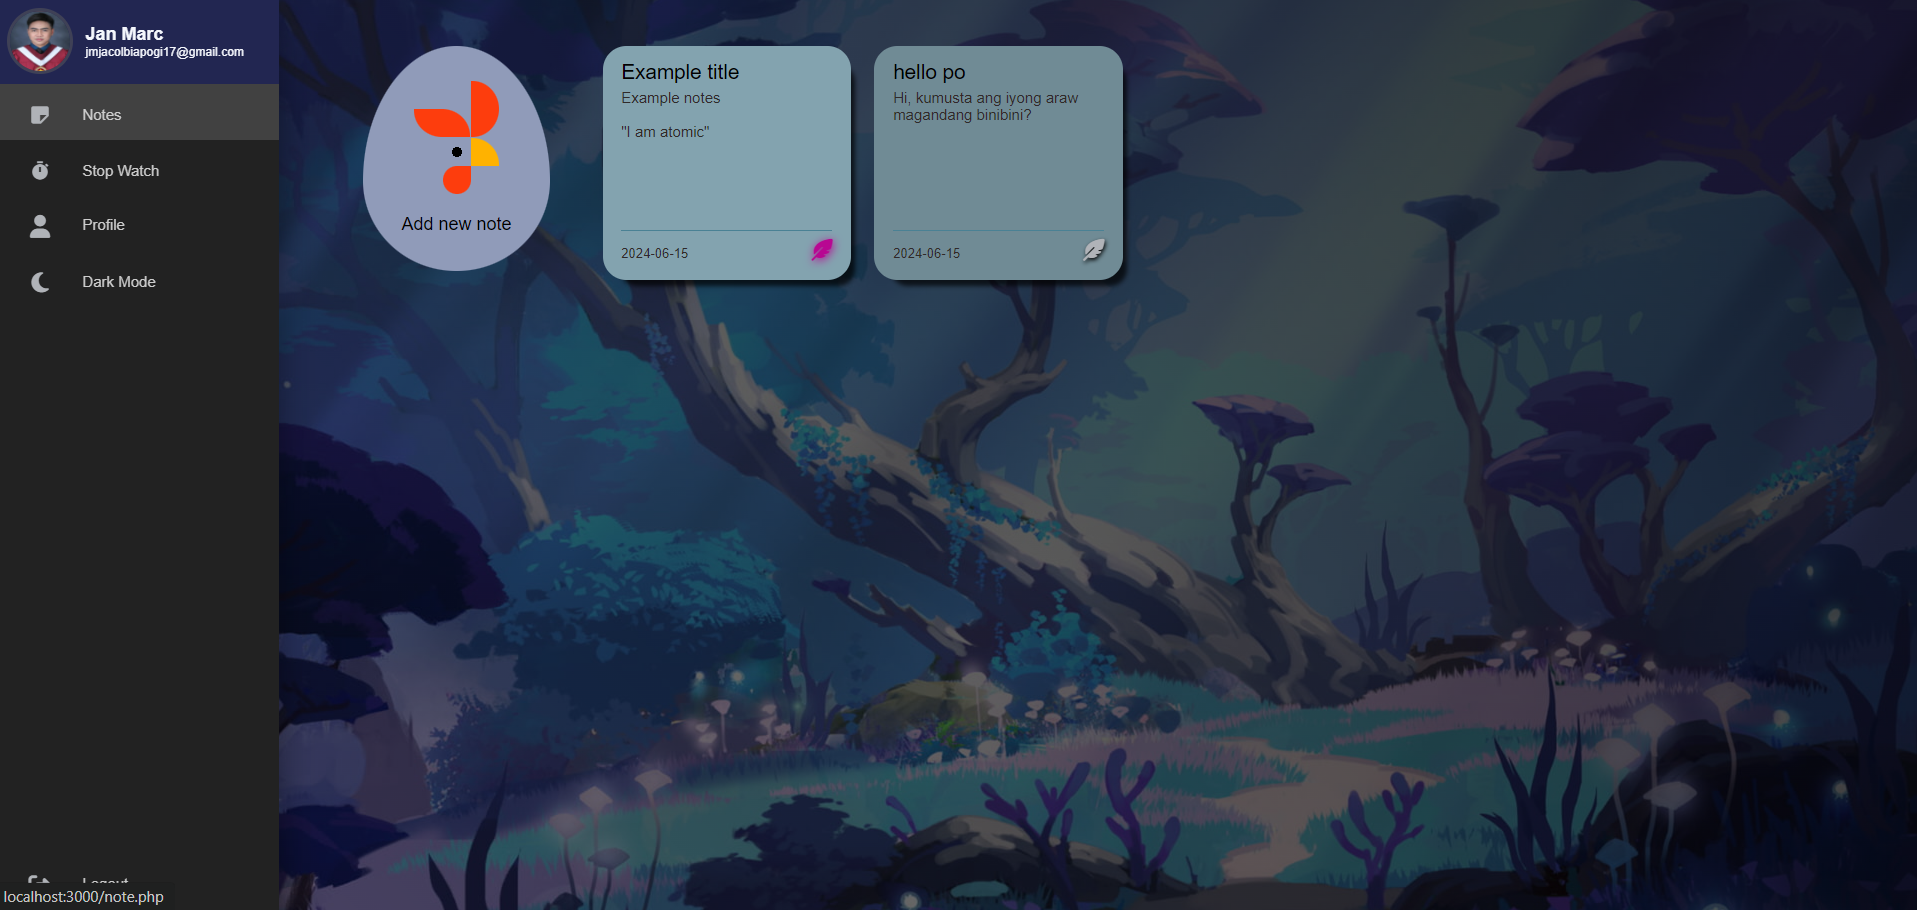 Jan Marc
jmjacolbiapogi17@gmail.com
Notes
Stop Watch
Profile
Dark Mode
Logout
localhost:3000/note.php
Add new note
Example title
Example notes
"I am atomic"
2024-06-15
hello po
Hi, kumusta ang iyong araw
magandang binibini?
2024-06-15